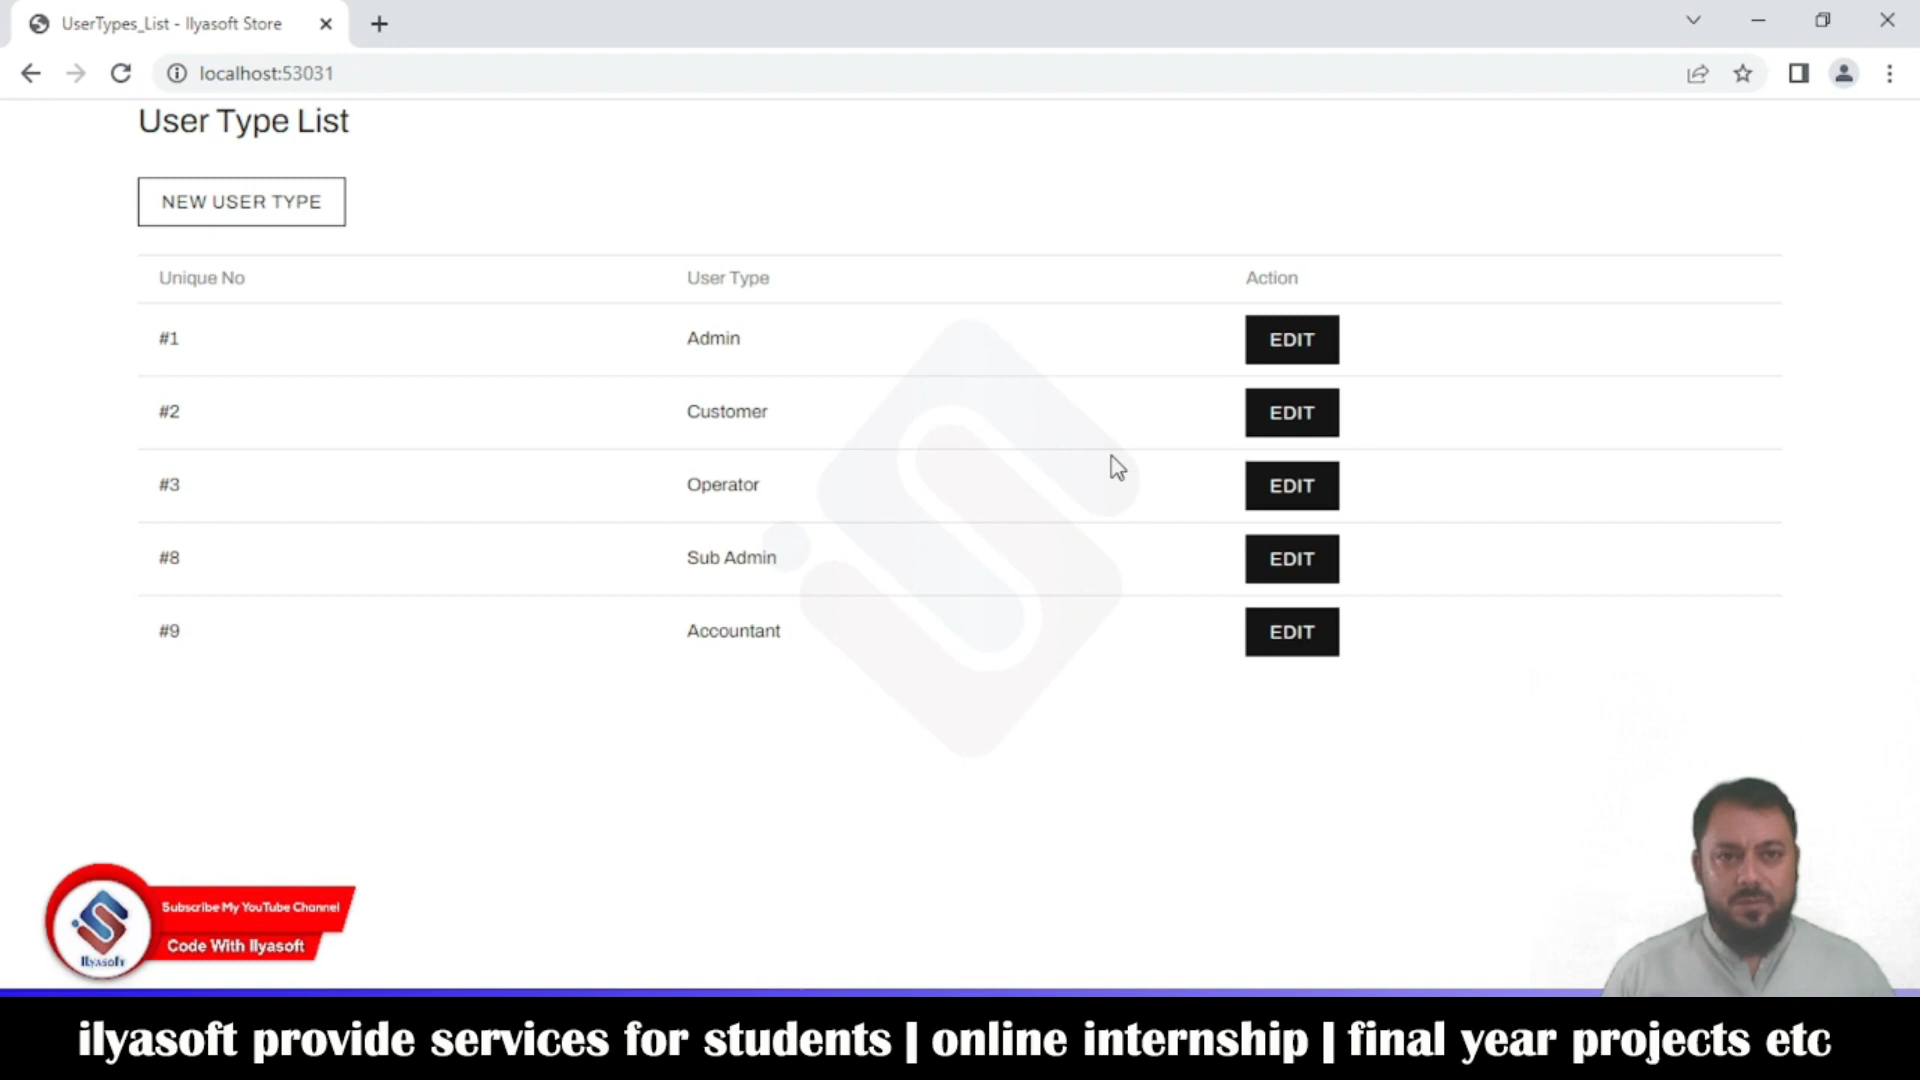 UserTypes_List - Ilyasoft Store
localhost:53031
User Type List
NEW USER TYPE
Unique No User Type Action
#1 Admin EDIT
#2 Customer EDIT
#3 Operator EDIT
#8 Sub Admin EDIT
#9 Accountant EDIT
Subscribe My YouTube Channel
Code With Ilyasoft
Ilyasoft
ilyasoft provide services for students | online internship | final year projects etc